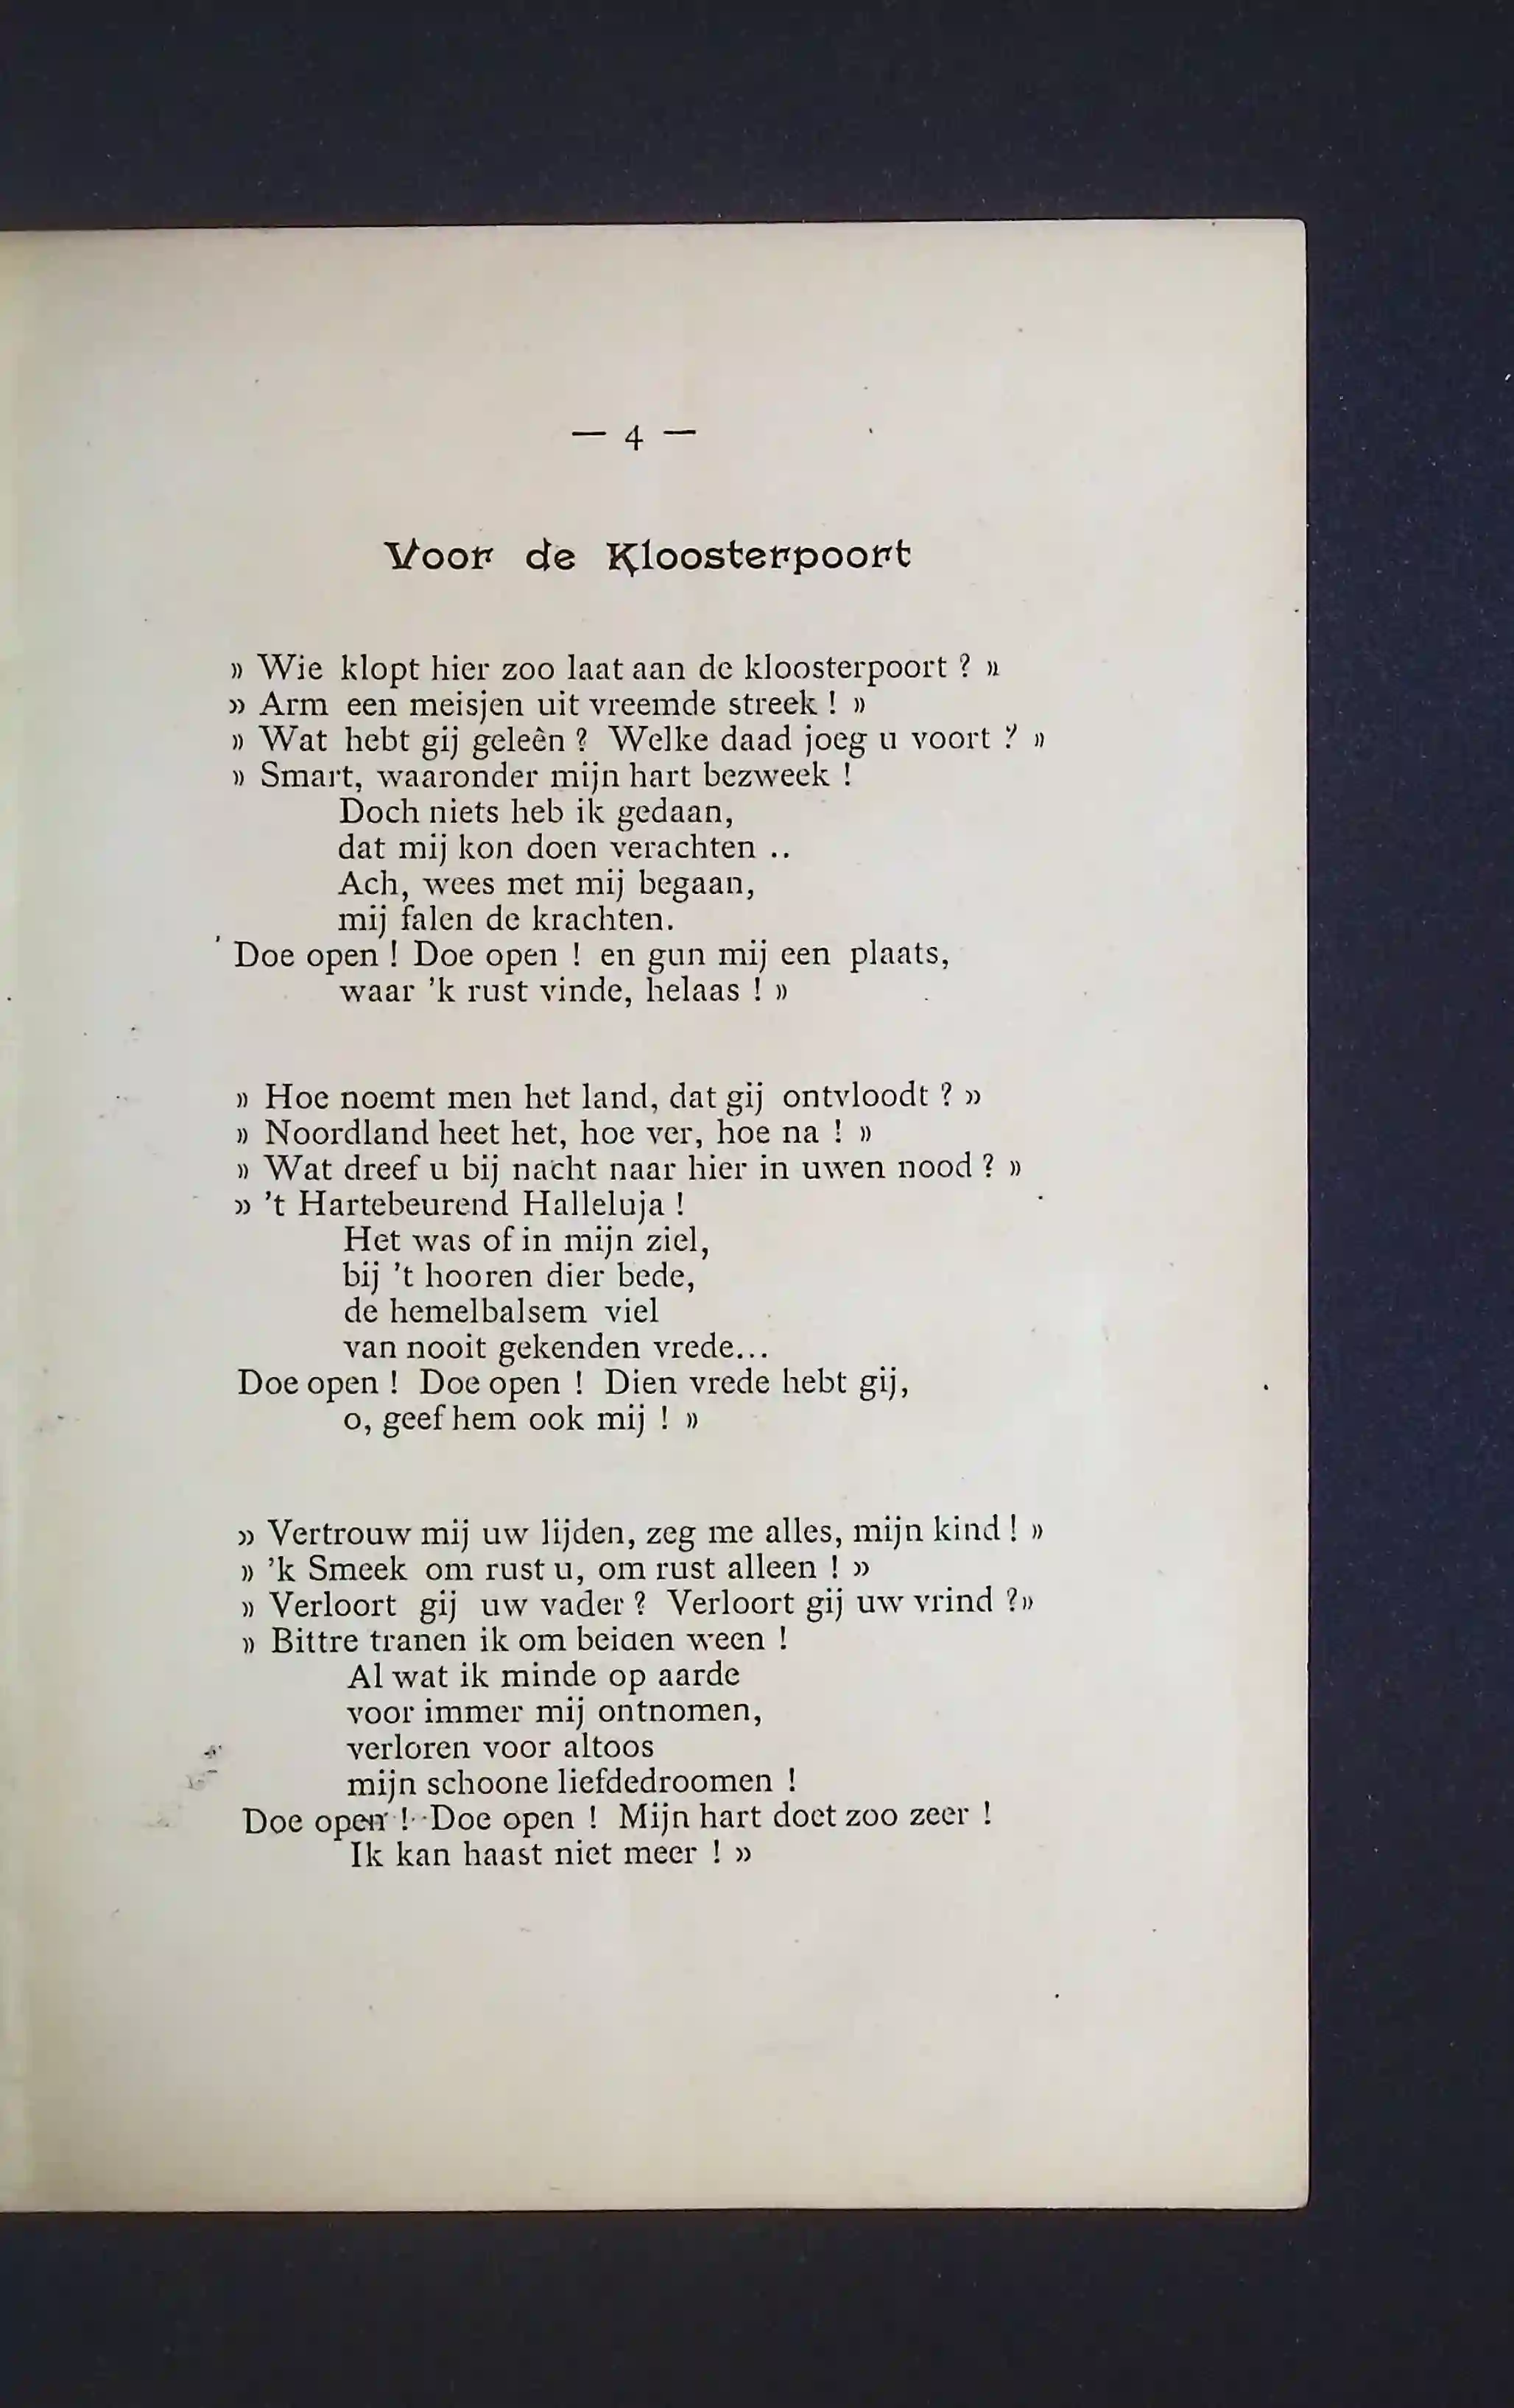 — 4 —
Voor de Kloosterpoort
» Wie klopt hier zoo laat aan de kloosterpoort ? »
» Arm een meisjen uit vreemde streek ! »
» Wat hebt gij geleên ? Welke daad joeg u voort ? »
» Smart, waaronder mijn hart bezweek !
Doch niets heb ik gedaan,
dat mij kon doen verachten ..
Ach, wees met mij begaan,
mij falen de krachten.
Doe open ! Doe open ! en gun mij een plaats,
waar 'k rust vinde, helaas ! »
» Hoe noemt men het land, dat gij ontvloodt ? »
» Noordland heet het, hoe ver, hoe na ! »
» Wat dreef u bij nacht naar hier in uwen nood ? »
» 't Hartebeurend Halleluja !
Het was of in mijn ziel,
bij 't hooren dier bede,
de hemelbalsem viel
van nooit gekenden vrede...
Doe open ! Doe open ! Dien vrede hebt gij,
o, geef hem ook mij ! »
» Vertrouw mij uw lijden, zeg me alles, mijn kind ! »
» 'k Smeek om rust u, om rust alleen ! »
» Verloort gij uw vader ? Verloort gij uw vrind ?»
» Bittre tranen ik om beiden ween !
Al wat ik minde op aarde
voor immer mij ontnomen,
verloren voor altoos
mijn schoone liefdedroomen !
Doe open ! Doe open ! Mijn hart doet zoo zeer !
Ik kan haast niet meer ! »